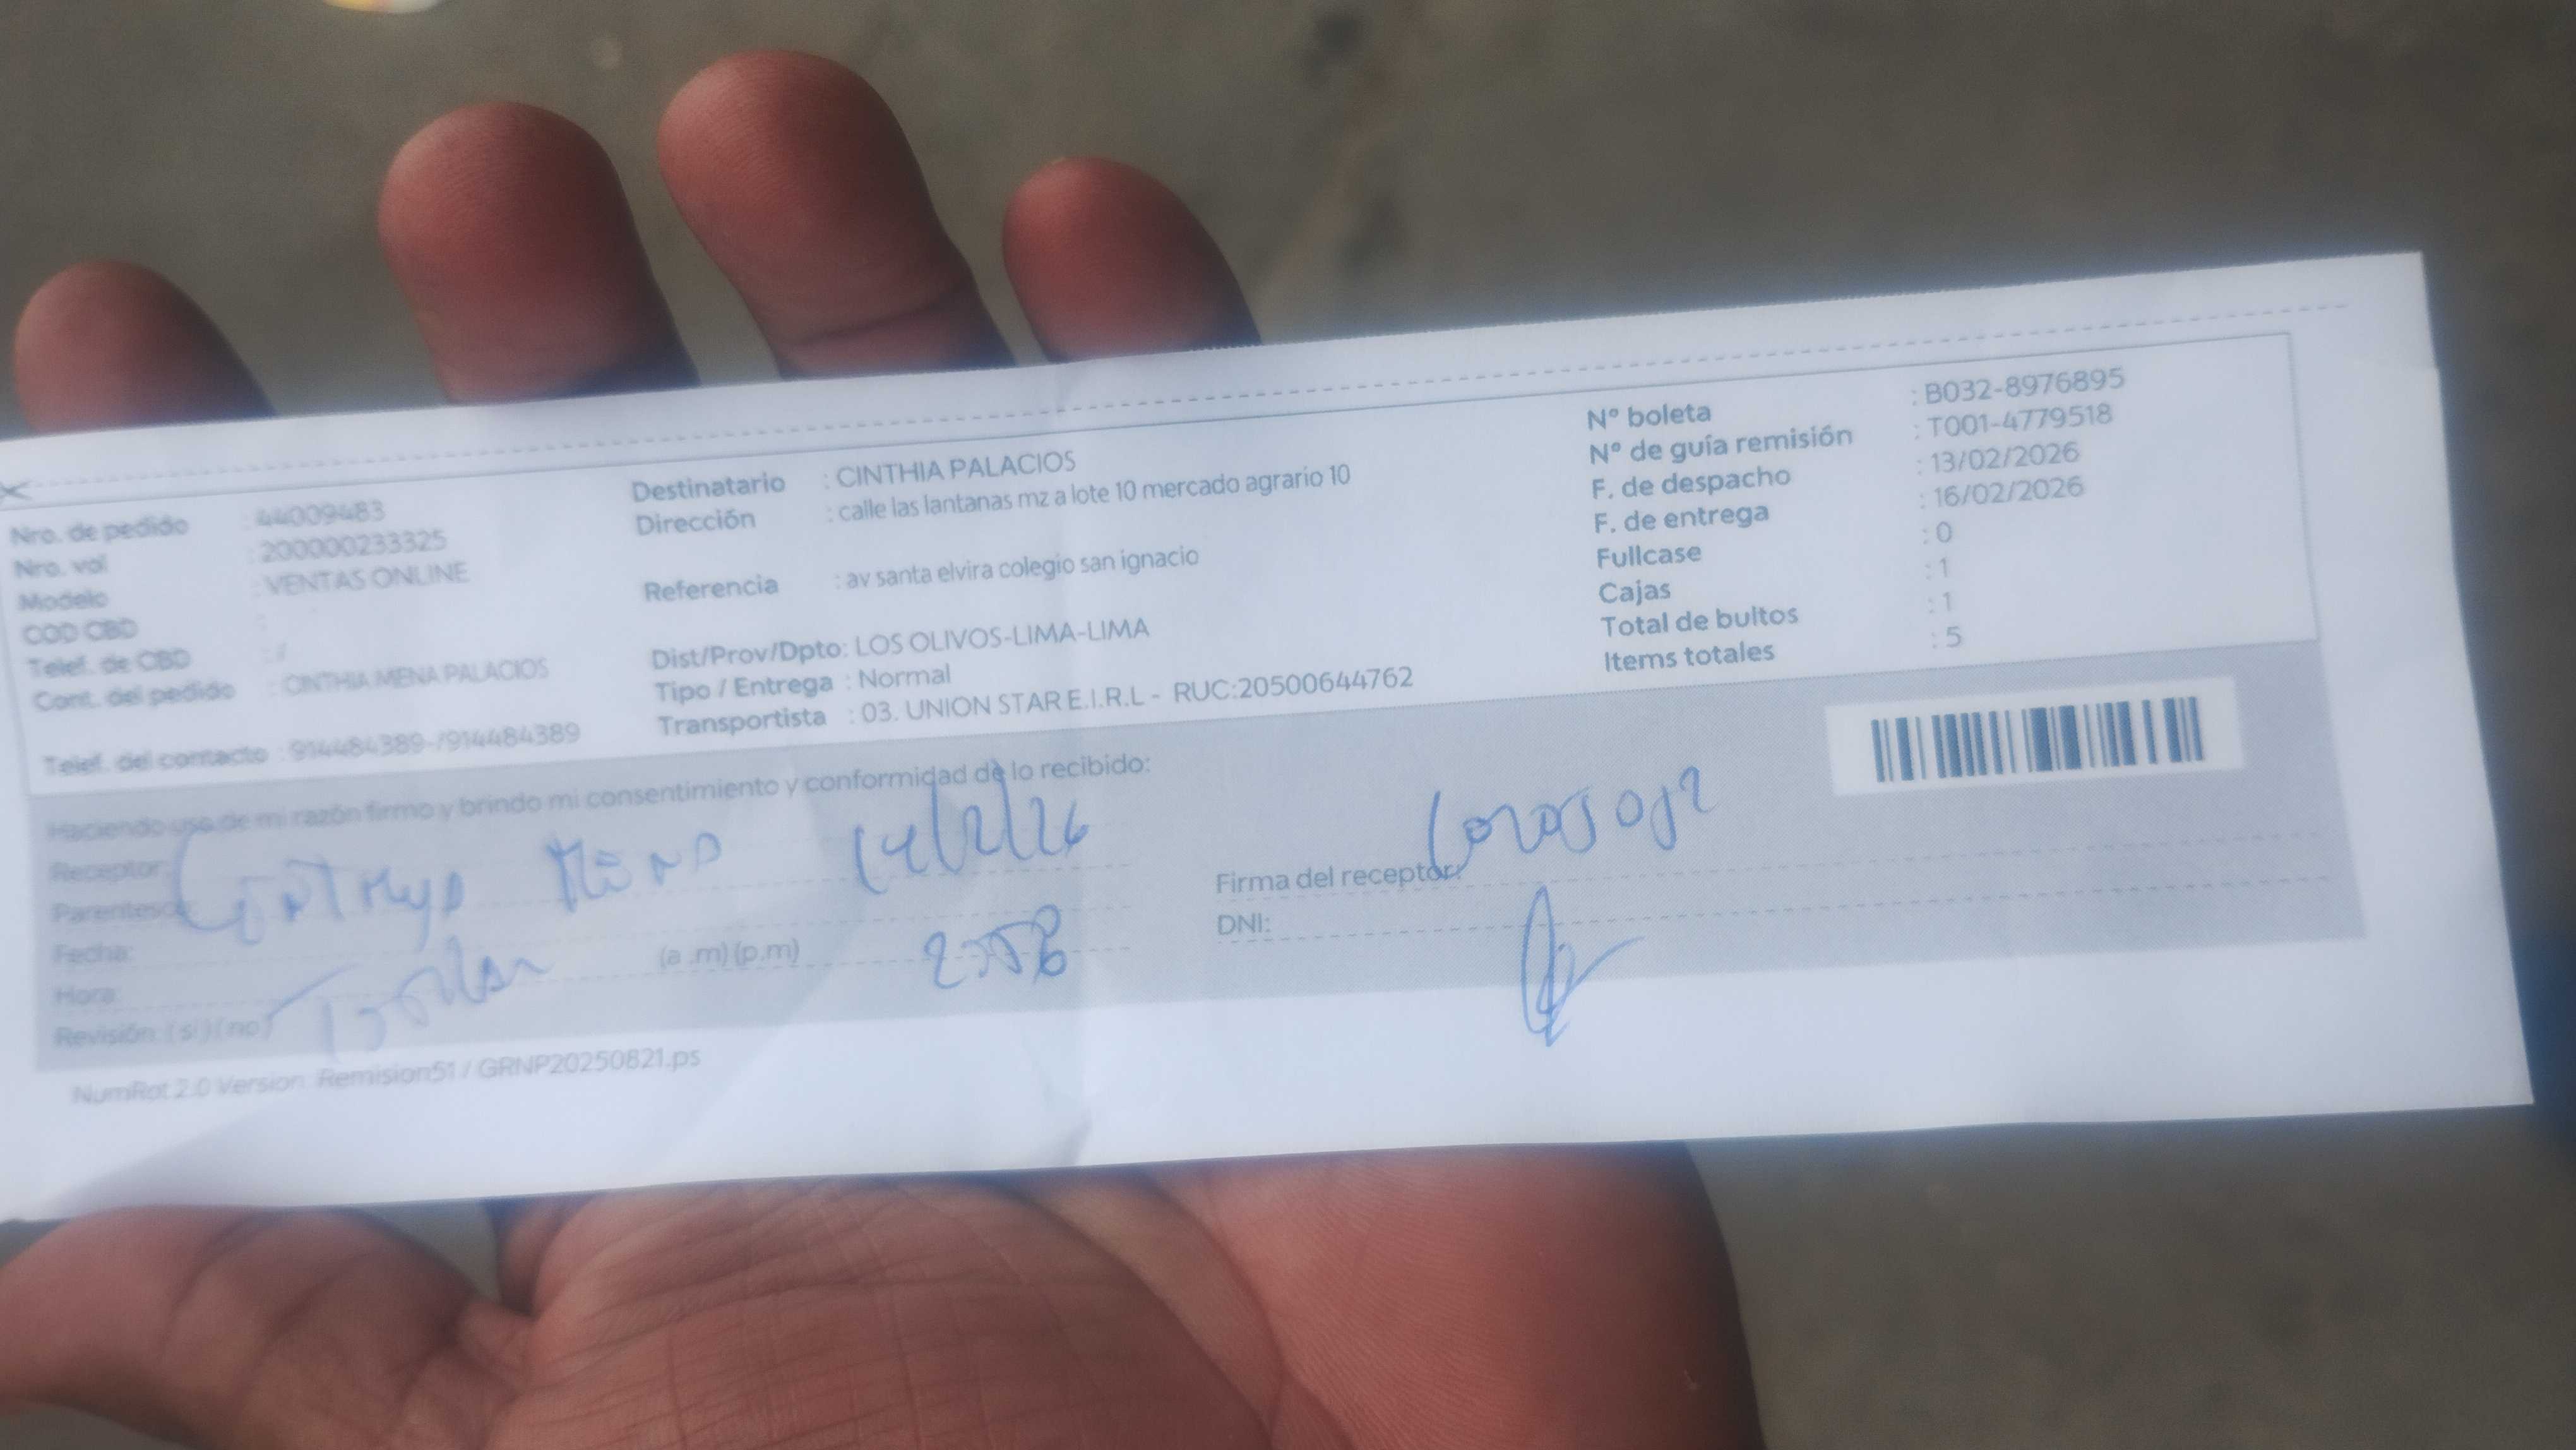 Nro. de pedido : 44009483
Nro. vol : 200000233325
Modelo : VENTAS ONLINE
COD CBD :
Telef. de CBD : /
Cont. del pedido : CINTHIA MENA PALACIOS
Telef. del contacto : 914484389-/914484389
Destinatario : CINTHIA PALACIOS
Dirección : calle las lantanas mz a lote 10 mercado agrario 10
Referencia : av santa elvira colegio san ignacio
Dist/Prov/Dpto: LOS OLIVOS-LIMA-LIMA
Tipo / Entrega : Normal
Transportista : 03. UNION STAR E.I.R.L - RUC:20500644762
Nº boleta : B032-8976895
Nº de guía remisión : T001-4779518
F. de despacho : 13/02/2026
F. de entrega : 16/02/2026
Fullcase : 0
Cajas : 1
Total de bultos : 1
Items totales : 5
Haciendo uso de mi razón firmo y brindo mi consentimiento y conformidad de lo recibido:
Receptor:
14/2/26
Parentesco:
Fecha:
Hora: (a .m) (p.m)
Revisión: ( si ) ( no )
Firma del receptor:
DNI:
NumRot 2.0 Version: Remision51 / GRNP20250821.ps